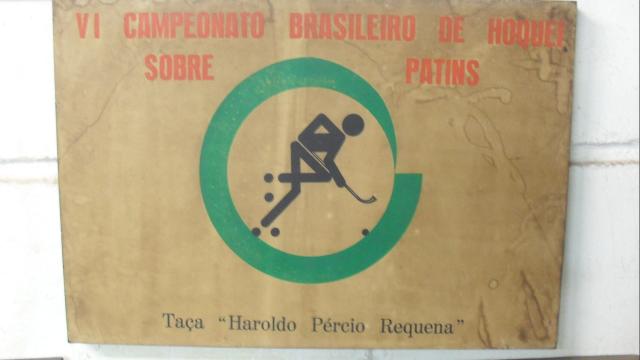 VI CAMPEONATO BRASILEIRO DE HOQUEI
SOBRE PATINS
Taça “Haroldo Pércio Requena”